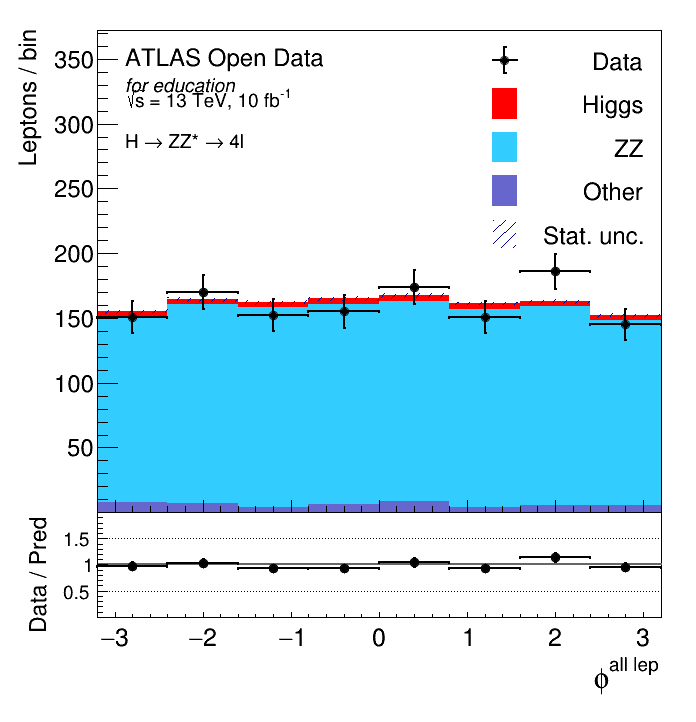 Leptons / bin
350
300
250
200
150
100
50
ATLAS Open Data
for education
√s = 13 TeV, 10 fb-1
H → ZZ* → 4l
Data
Higgs
ZZ
Other
Stat. unc.
Data / Pred
1.5
1
0.5
−3 −2 −1 0 1 2 3
ϕ all lep